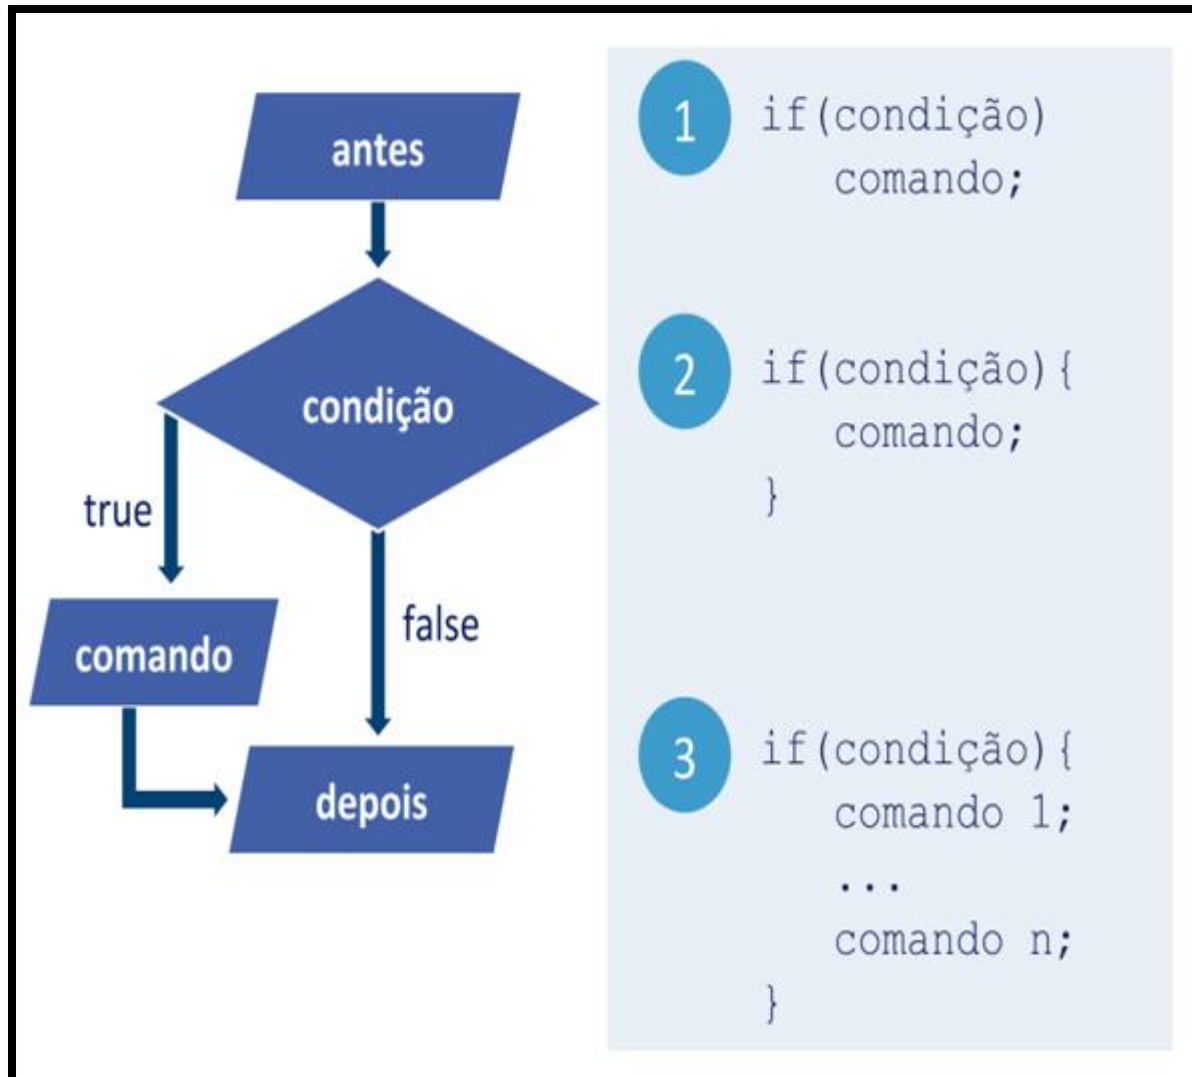 antes
condição
true
false
comando
depois
1
if(condição)
comando;
2
if(condição){
comando;
}
3
if(condição){
comando 1;
...
comando n;
}